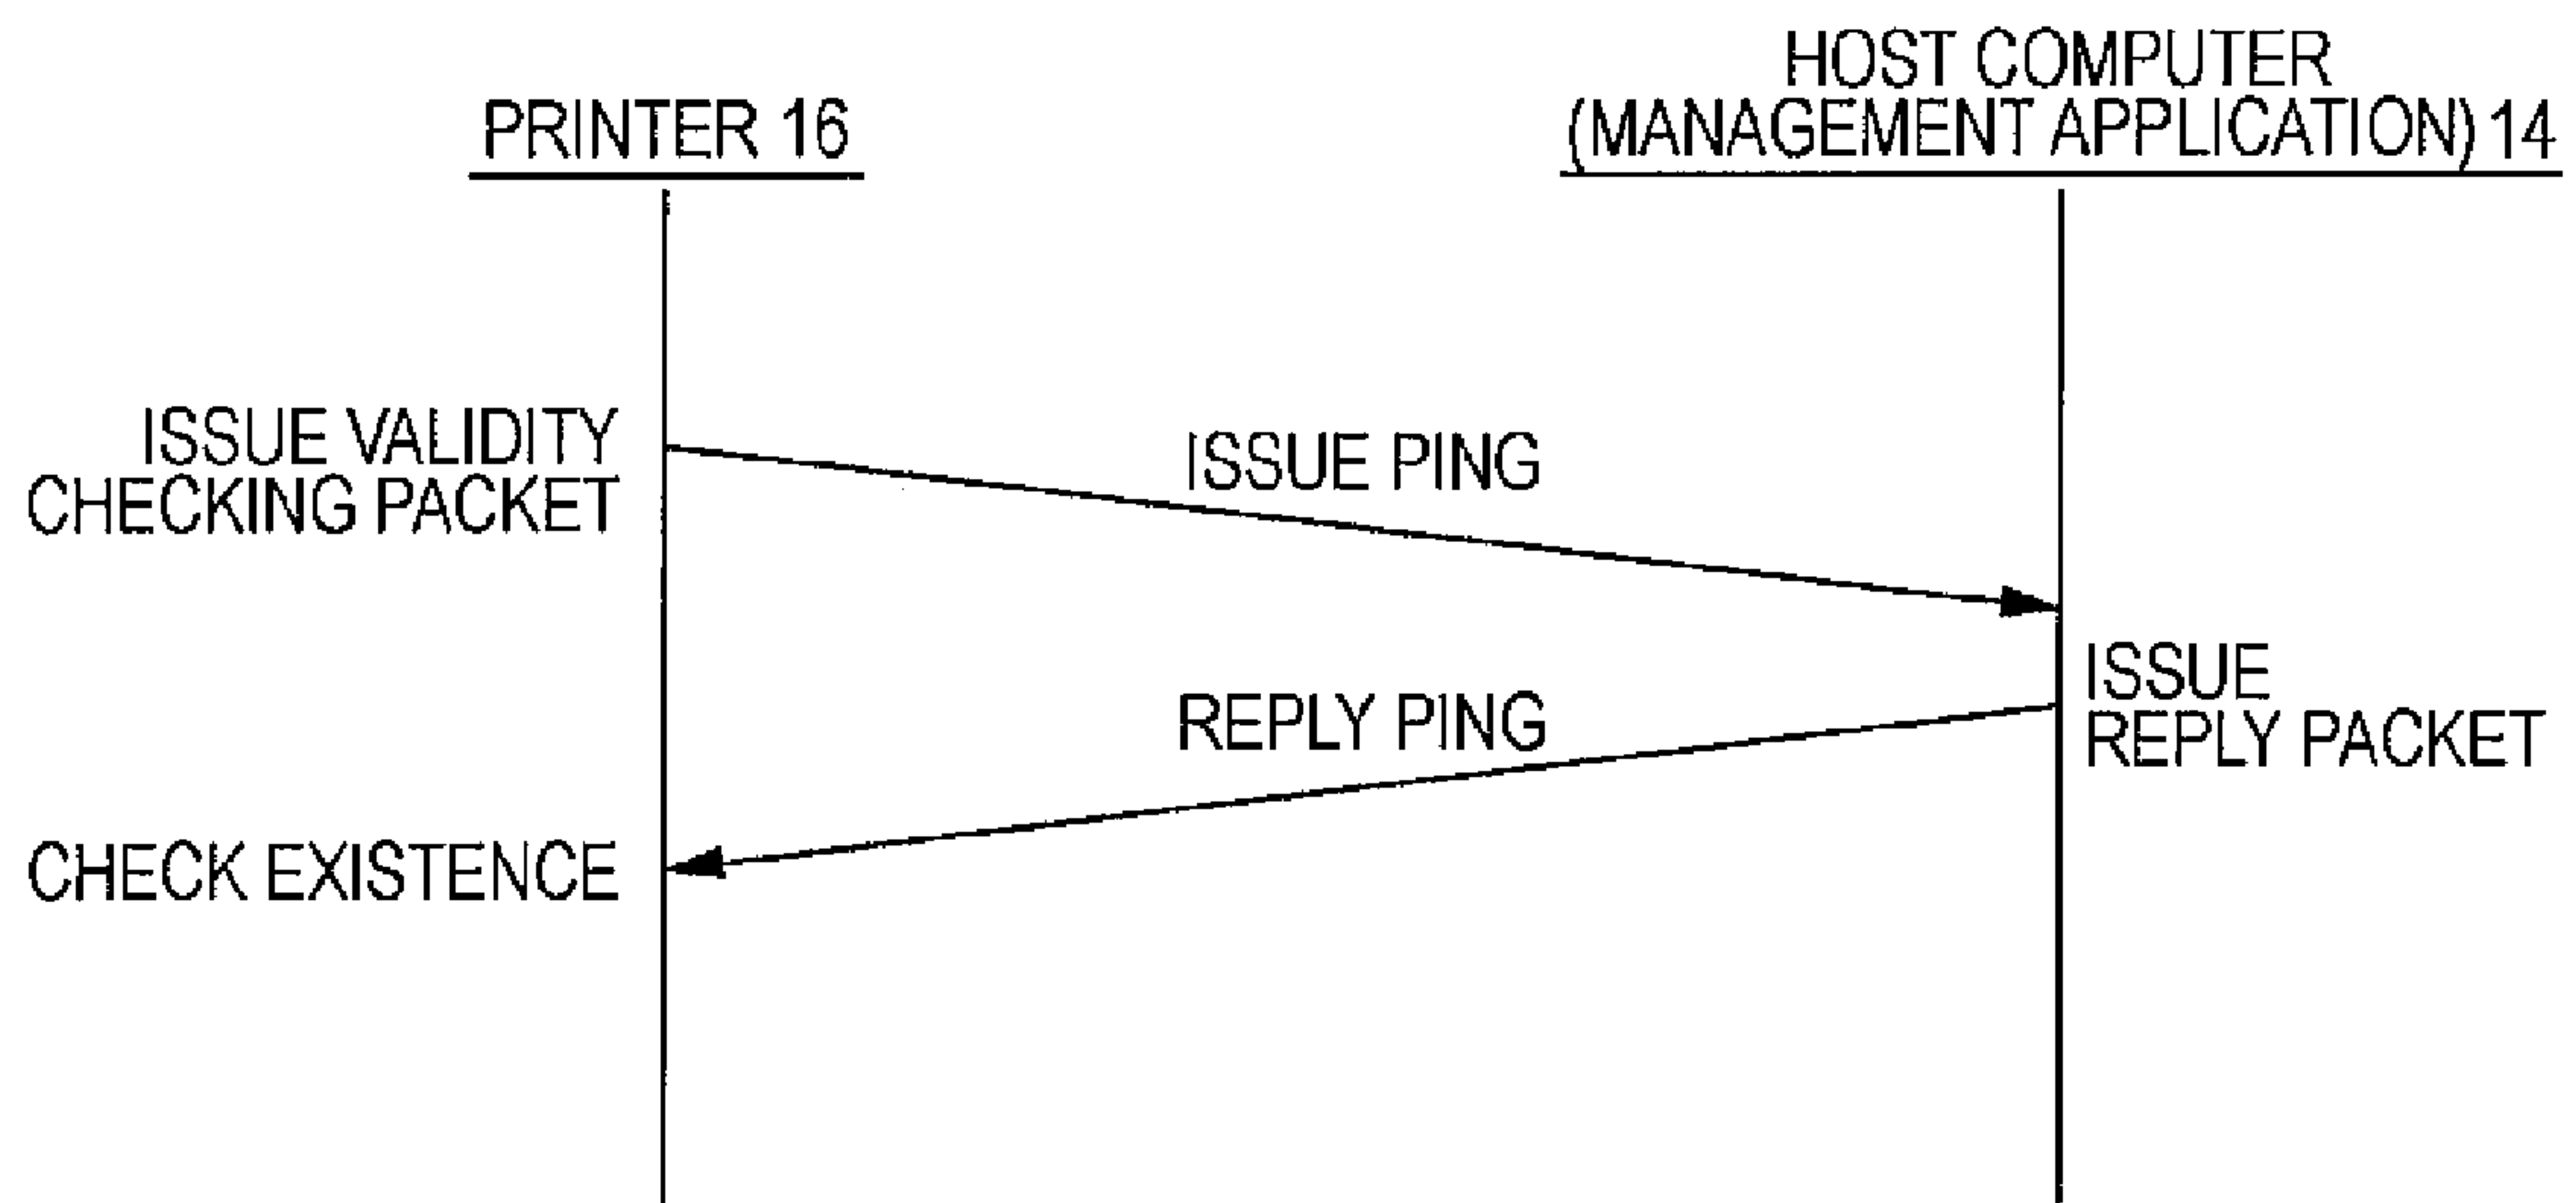 PRINTER 16
HOST COMPUTER
(MANAGEMENT APPLICATION) 14
ISSUE VALIDITY
CHECKING PACKET
ISSUE PING
ISSUE
REPLY PACKET
REPLY PING
CHECK EXISTENCE